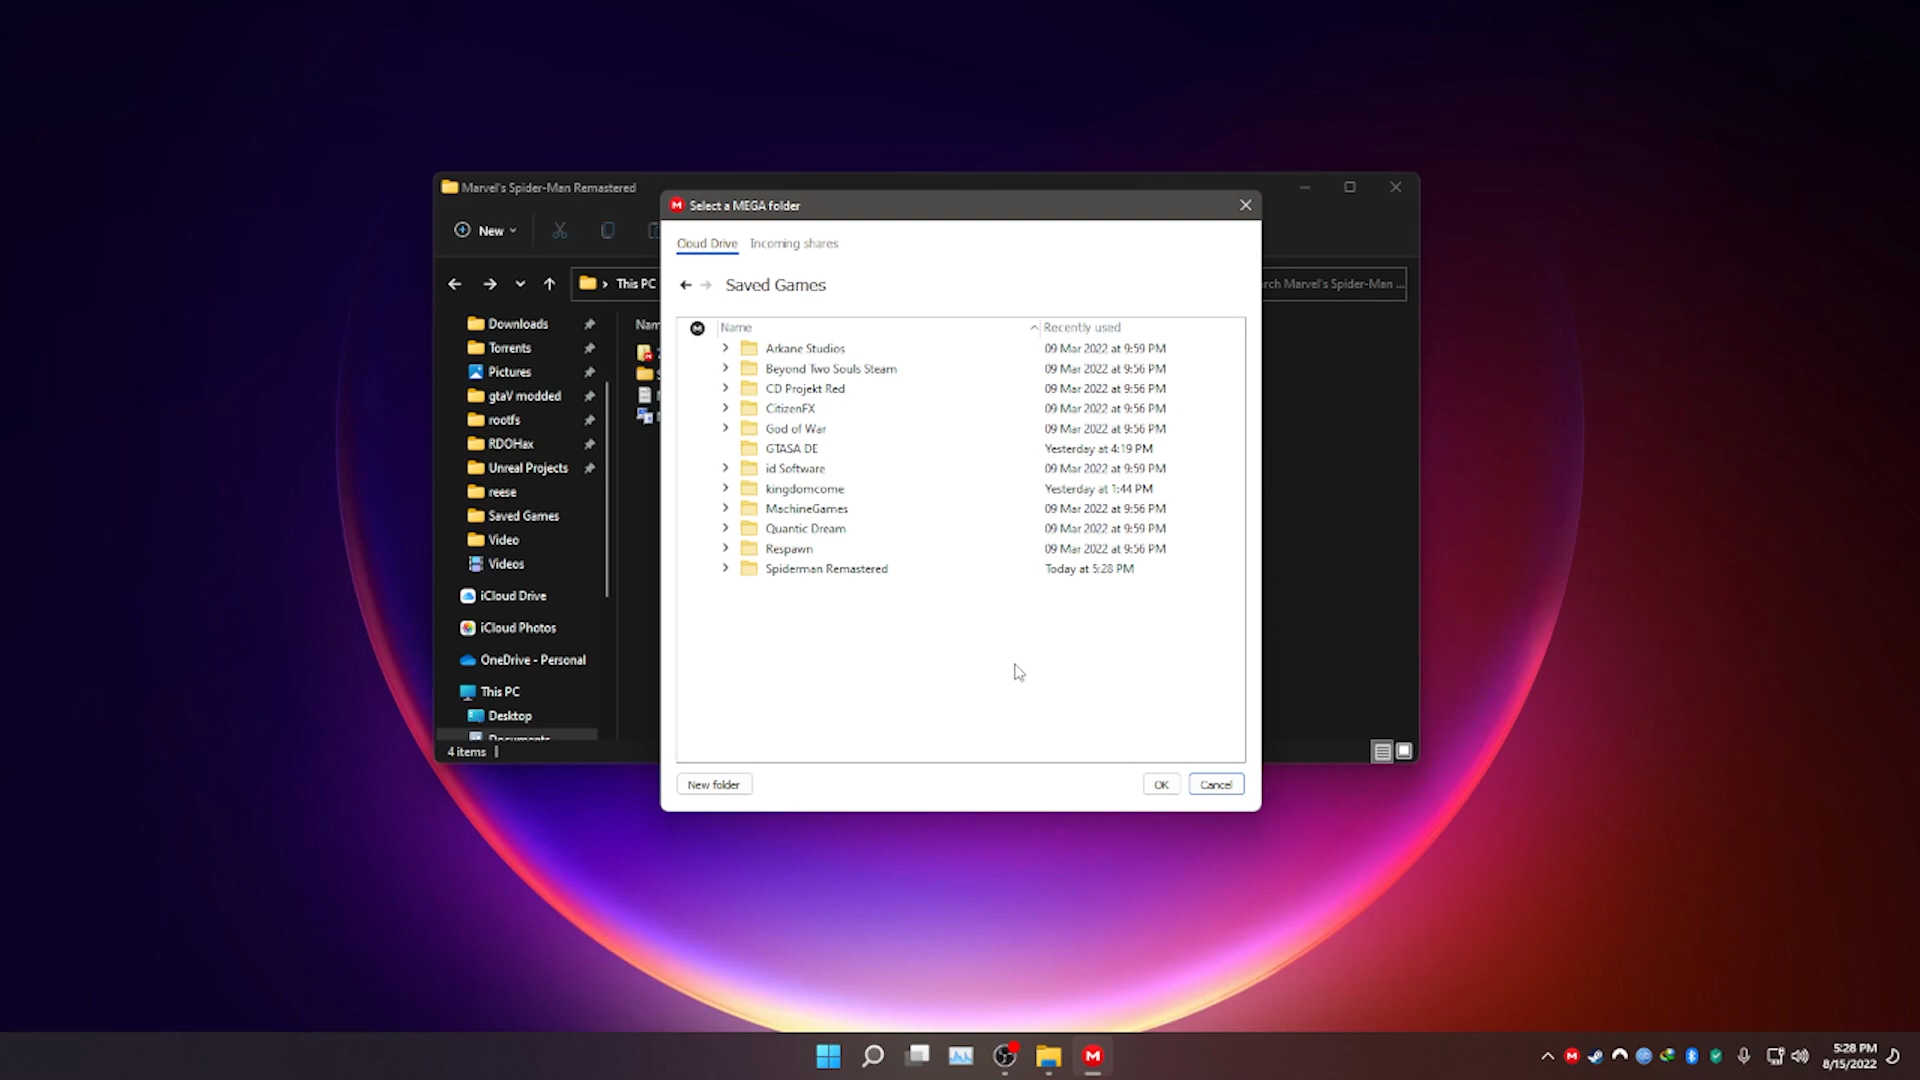 Marvel's Spider-Man Remastered
New
This PC
rch Marvel's Spider-Man ...
Downloads
Torrents
Pictures
gtaV modded
rootfs
RDOHax
Unreal Projects
reese
Saved Games
Video
Videos
iCloud Drive
iCloud Photos
OneDrive - Personal
This PC
Desktop
Documents
4 items
Nam
Select a MEGA folder
Cloud Drive Incoming shares
Saved Games
Name Recently used
Arkane Studios 09 Mar 2022 at 9:59 PM
Beyond Two Souls Steam 09 Mar 2022 at 9:56 PM
CD Projekt Red 09 Mar 2022 at 9:56 PM
CitizenFX 09 Mar 2022 at 9:56 PM
God of War 09 Mar 2022 at 9:56 PM
GTASA DE Yesterday at 4:19 PM
id Software 09 Mar 2022 at 9:59 PM
kingdomcome Yesterday at 1:44 PM
MachineGames 09 Mar 2022 at 9:56 PM
Quantic Dream 09 Mar 2022 at 9:59 PM
Respawn 09 Mar 2022 at 9:56 PM
Spiderman Remastered Today at 5:28 PM
New folder OK Cancel
5:28 PM
8/15/2022